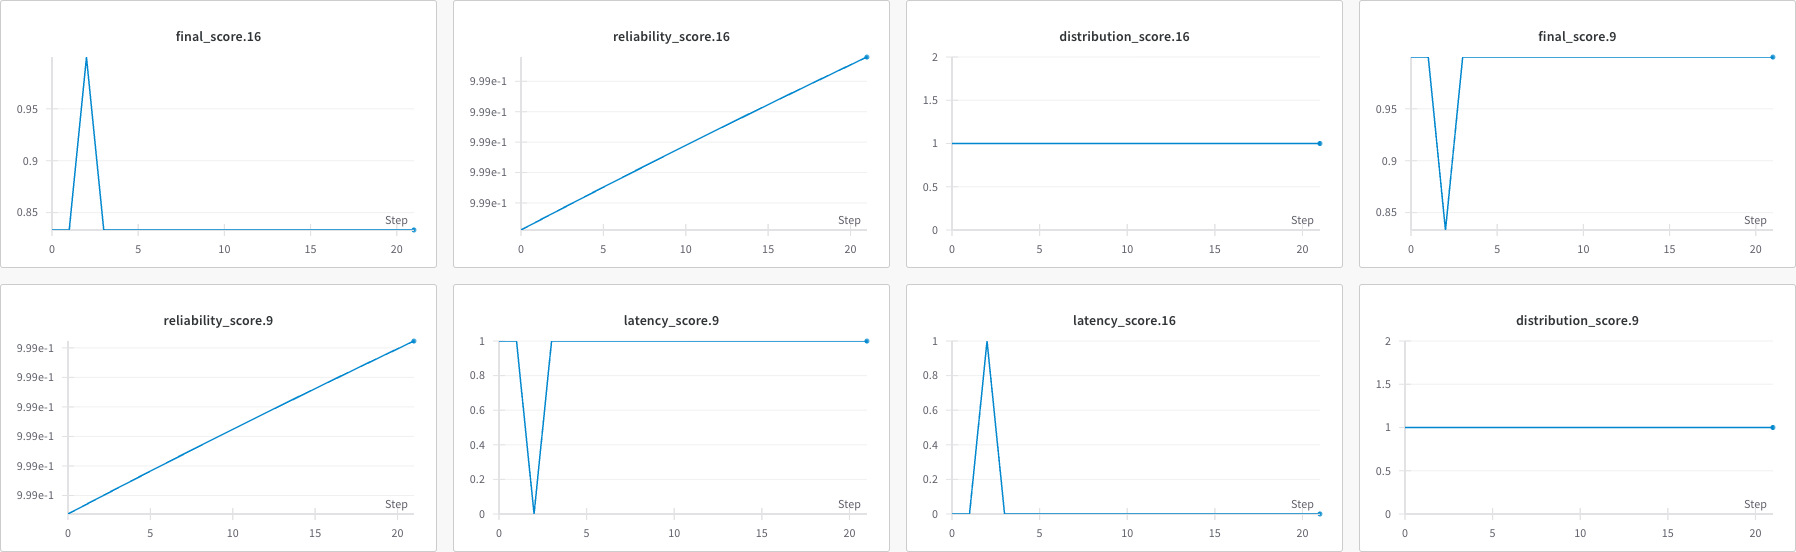 final_score.16
0.95
0.9
0.85
Step
0 5 10 15 20
reliability_score.16
9.99e-1
9.99e-1
9.99e-1
9.99e-1
9.99e-1
Step
0 5 10 15 20
distribution_score.16
2
1.5
1
0.5
0
Step
0 5 10 15 20
final_score.9
0.95
0.9
0.85
Step
0 5 10 15 20
reliability_score.9
9.99e-1
9.99e-1
9.99e-1
9.99e-1
9.99e-1
9.99e-1
Step
0 5 10 15 20
latency_score.9
1
0.8
0.6
0.4
0.2
0
Step
0 5 10 15 20
latency_score.16
1
0.8
0.6
0.4
0.2
0
Step
0 5 10 15 20
distribution_score.9
2
1.5
1
0.5
0
Step
0 5 10 15 20